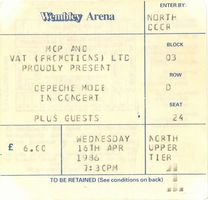 Wembley Arena
ENTER BY:
NORTH
DOOR
MCP AND
VAT (PROMOTIONS) LTD
PROUDLY PRESENT
BLOCK
03
DEPECHE MODE
IN CONCERT
ROW
D
PLUS GUESTS
SEAT
24
£ 6.00
WEDNESDAY
16TH APR
1986
7:30PM
NORTH
UPPER
TIER
TO BE RETAINED (See conditions on back)